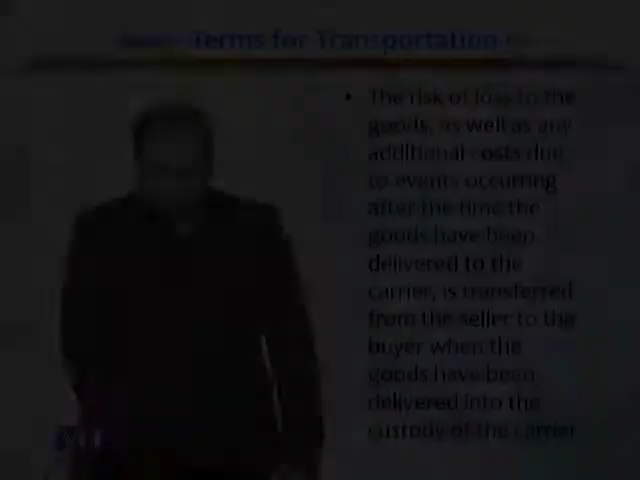 Terms for Transportation
• The risk of loss to the
goods, as well as any
additional costs due
to events occurring
after the time the
goods have been
delivered to the
carrier, is transferred
from the seller to the
buyer when the
goods have been
delivered into the
custody of the carrier